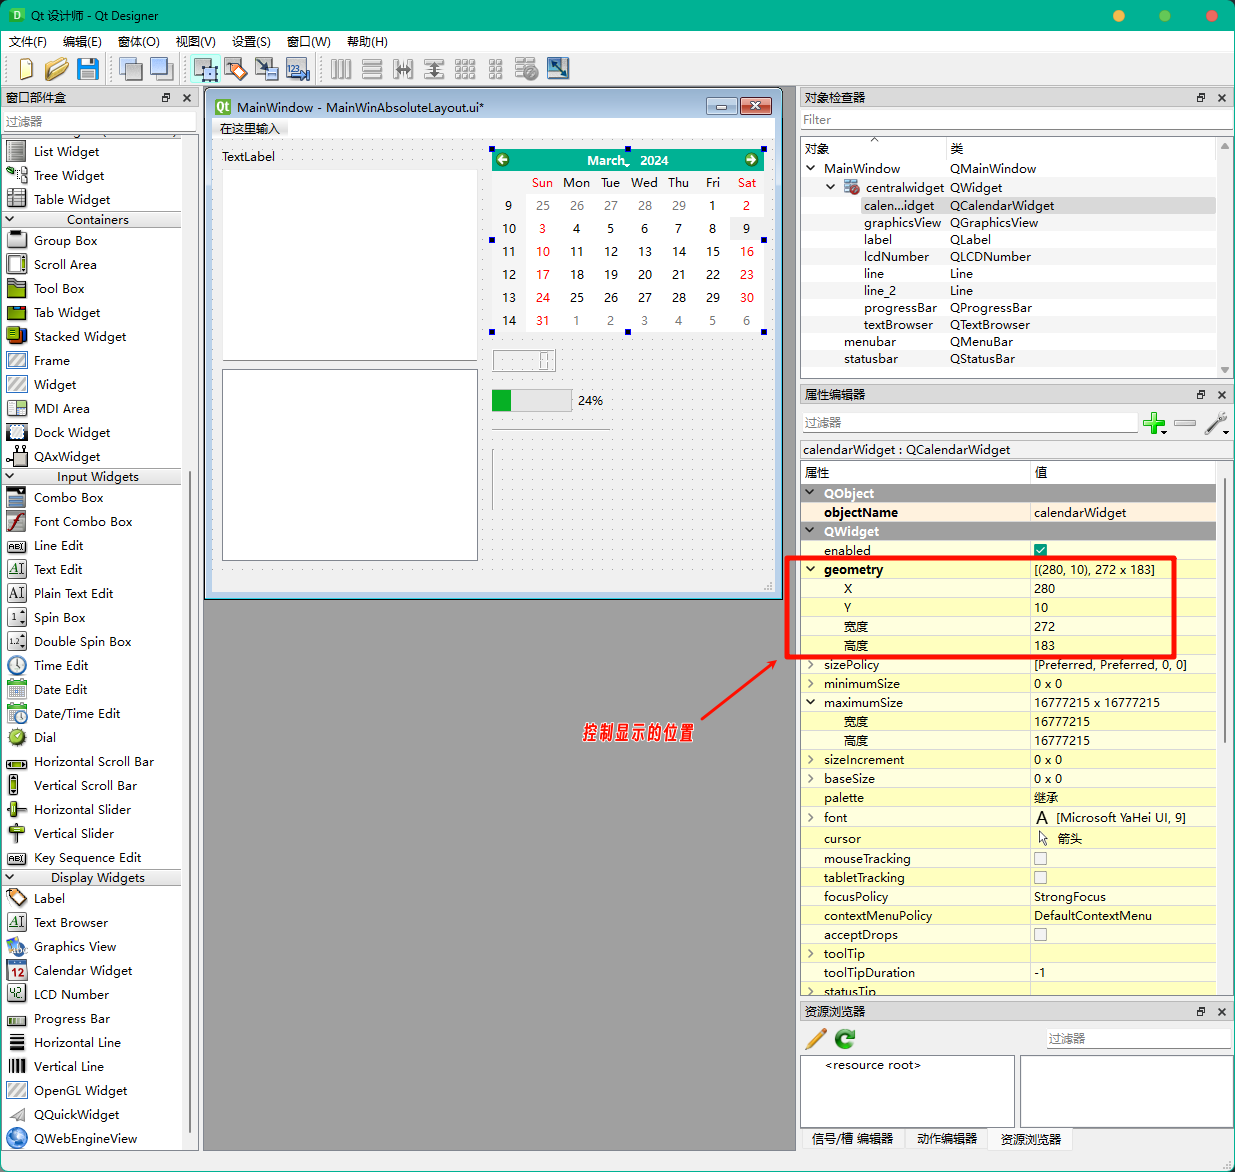 Qt 设计师 - Qt Designer
文件(F) 编辑(E) 窗体(O) 视图(V) 设置(S) 窗口(W) 帮助(H)
窗口部件盒
过滤器
List Widget
Tree Widget
Table Widget
Containers
Group Box
Scroll Area
Tool Box
Tab Widget
Stacked Widget
Frame
Widget
MDI Area
Dock Widget
QAxWidget
Input Widgets
Combo Box
Font Combo Box
Line Edit
Text Edit
Plain Text Edit
Spin Box
Double Spin Box
Time Edit
Date Edit
Date/Time Edit
Dial
Horizontal Scroll Bar
Vertical Scroll Bar
Horizontal Slider
Vertical Slider
Key Sequence Edit
Display Widgets
Label
Text Browser
Graphics View
Calendar Widget
LCD Number
Progress Bar
Horizontal Line
Vertical Line
OpenGL Widget
QQuickWidget
QWebEngineView
MainWindow - MainWinAbsoluteLayout.ui*
在这里输入
TextLabel
March, 2024
Sun Mon Tue Wed Thu Fri Sat
9 25 26 27 28 29 1 2
10 3 4 5 6 7 8 9
11 10 11 12 13 14 15 16
12 17 18 19 20 21 22 23
13 24 25 26 27 28 29 30
14 31 1 2 3 4 5 6
0
24%
控制显示的位置
对象检查器
Filter
对象 类
MainWindow QMainWindow
centralwidget QWidget
calen...idget QCalendarWidget
graphicsView QGraphicsView
label QLabel
lcdNumber QLCDNumber
line Line
line_2 Line
progressBar QProgressBar
textBrowser QTextBrowser
menubar QMenuBar
statusbar QStatusBar
属性编辑器
过滤器
calendarWidget : QCalendarWidget
属性 值
QObject
objectName calendarWidget
QWidget
enabled
geometry [(280, 10), 272 x 183]
X 280
Y 10
宽度 272
高度 183
sizePolicy [Preferred, Preferred, 0, 0]
minimumSize 0 x 0
maximumSize 16777215 x 16777215
宽度 16777215
高度 16777215
sizeIncrement 0 x 0
baseSize 0 x 0
palette 继承
font A [Microsoft YaHei UI, 9]
cursor 箭头
mouseTracking
tabletTracking
focusPolicy StrongFocus
contextMenuPolicy DefaultContextMenu
acceptDrops
toolTip
toolTipDuration -1
statusTip
资源浏览器
过滤器
<resource root>
信号/槽 编辑器 动作编辑器 资源浏览器